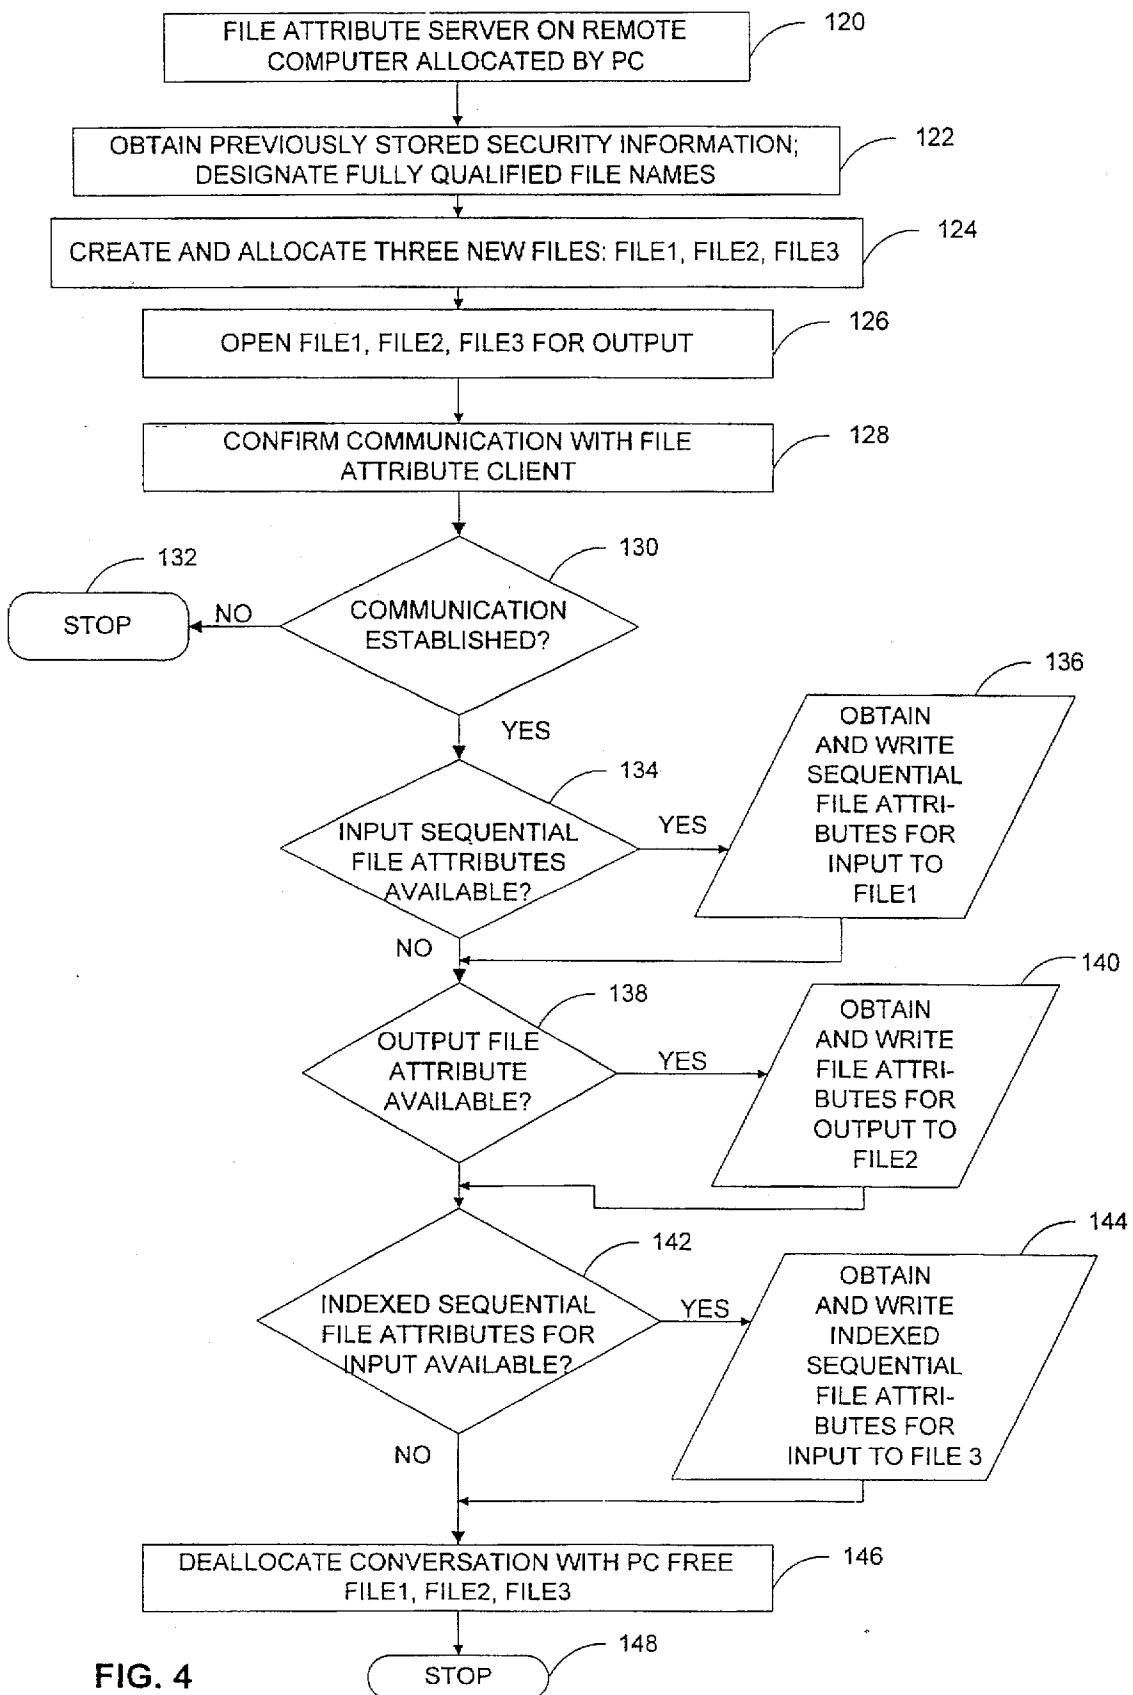 FILE ATTRIBUTE SERVER ON REMOTE
COMPUTER ALLOCATED BY PC
120
OBTAIN PREVIOUSLY STORED SECURITY INFORMATION;
DESIGNATE FULLY QUALIFIED FILE NAMES
122
CREATE AND ALLOCATE THREE NEW FILES: FILE1, FILE2, FILE3
124
OPEN FILE1, FILE2, FILE3 FOR OUTPUT
126
CONFIRM COMMUNICATION WITH FILE
ATTRIBUTE CLIENT
128
130
COMMUNICATION
ESTABLISHED?
NO
132
STOP
YES
134
INPUT SEQUENTIAL
FILE ATTRIBUTES
AVAILABLE?
YES
136
OBTAIN
AND WRITE
SEQUENTIAL
FILE ATTRI-
BUTES FOR
INPUT TO
FILE1
NO
138
OUTPUT FILE
ATTRIBUTE
AVAILABLE?
YES
140
OBTAIN
AND WRITE
FILE ATTRI-
BUTES FOR
OUTPUT TO
FILE2
142
INDEXED SEQUENTIAL
FILE ATTRIBUTES FOR
INPUT AVAILABLE?
YES
144
OBTAIN
AND WRITE
INDEXED
SEQUENTIAL
FILE ATTRI-
BUTES FOR
INPUT TO FILE 3
NO
DEALLOCATE CONVERSATION WITH PC FREE
FILE1, FILE2, FILE3
146
STOP
148
FIG. 4